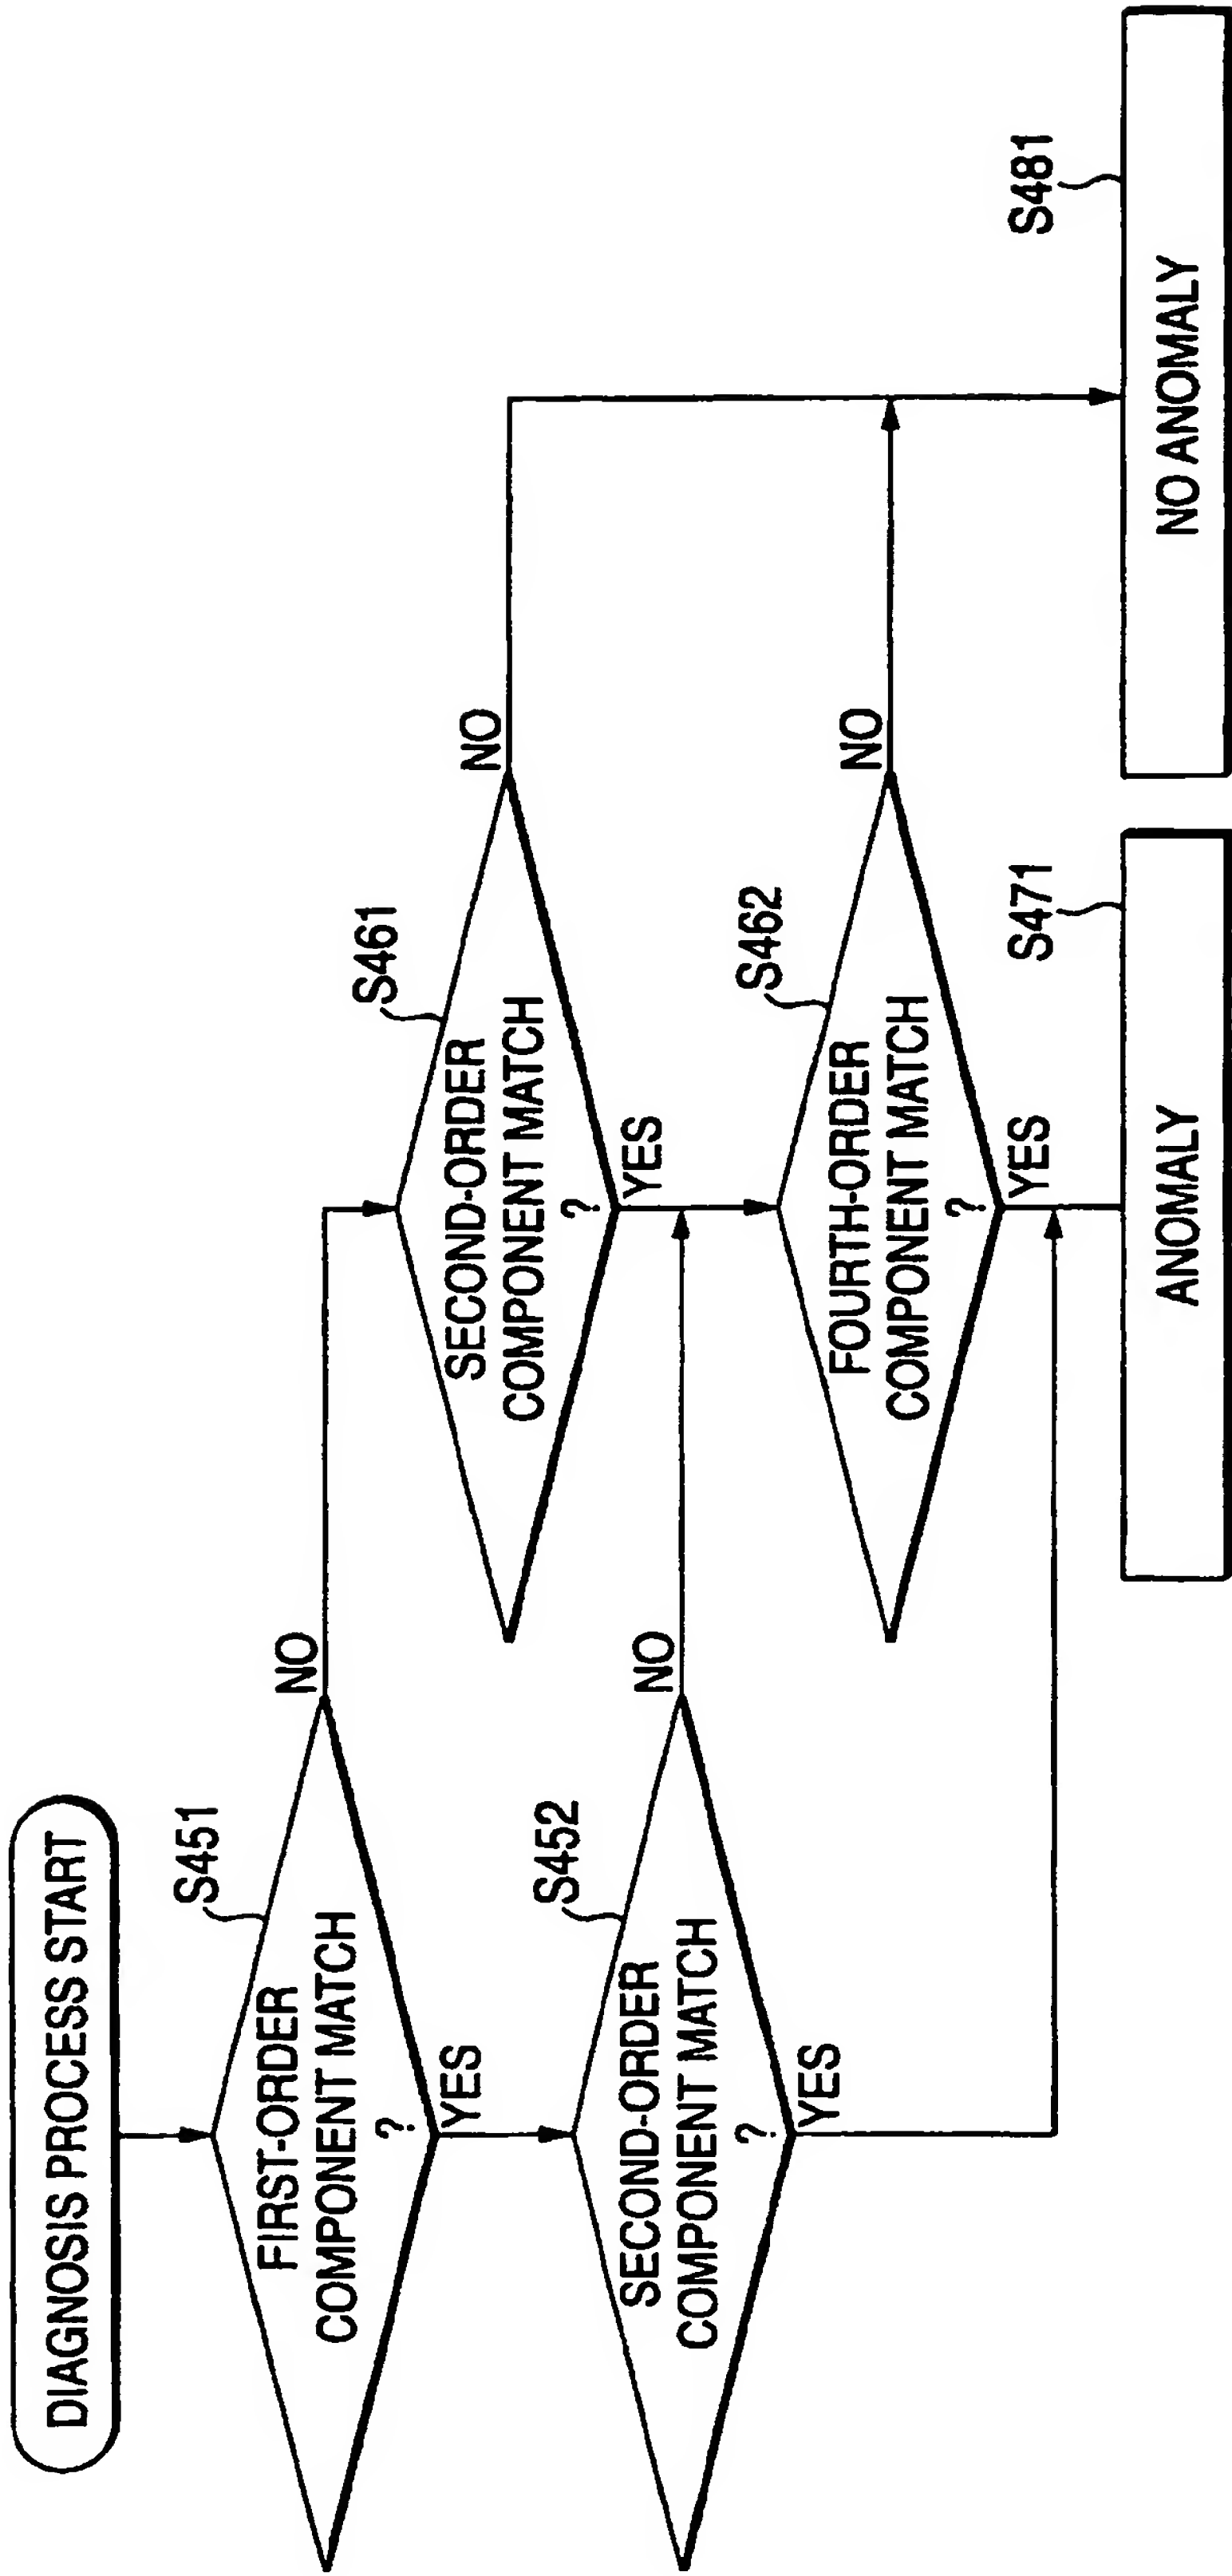 DIAGNOSIS PROCESS START
S451
FIRST-ORDER
COMPONENT MATCH
?
NO
YES
S461
SECOND-ORDER
COMPONENT MATCH
?
NO
YES
S452
SECOND-ORDER
COMPONENT MATCH
?
NO
YES
S462
FOURTH-ORDER
COMPONENT MATCH
?
NO
YES
S471
ANOMALY
S481
NO ANOMALY